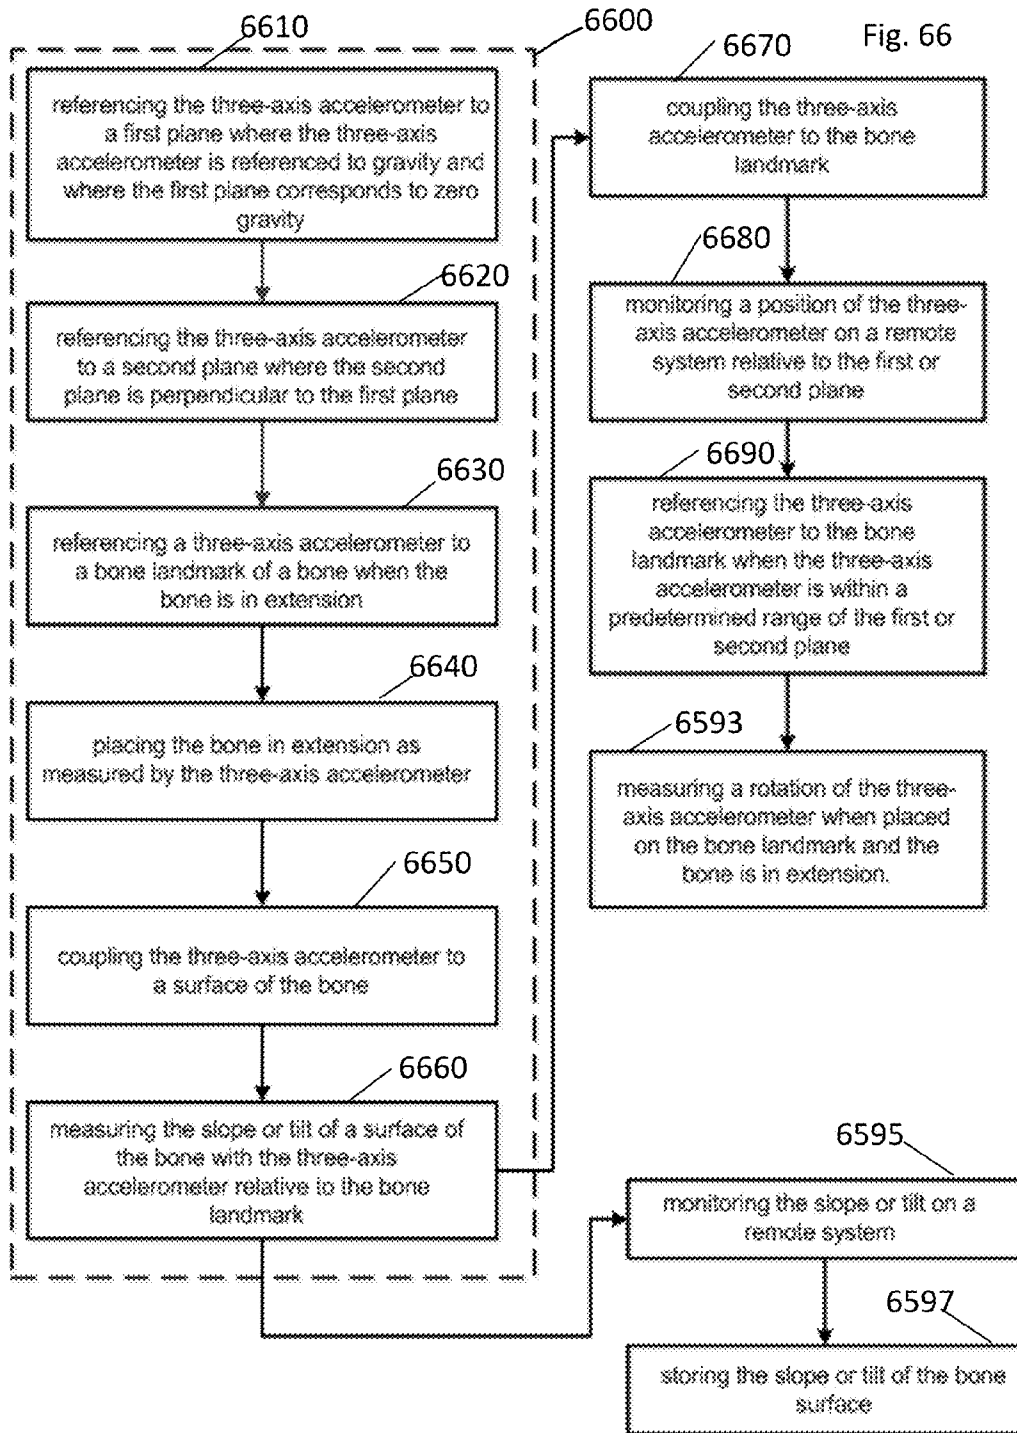 Fig. 66
6600
6610
referencing the three-axis accelerometer to
a first plane where the three-axis
accelerometer is referenced to gravity and
where the first plane corresponds to zero
gravity
6620
referencing the three-axis accelerometer
to a second plane where the second
plane is perpendicular to the first plane
6630
referencing a three-axis accelerometer to
a bone landmark of a bone when the
bone is in extension
6640
placing the bone in extension as
measured by the three-axis accelerometer
6650
coupling the three-axis accelerometer to
a surface of the bone
6660
measuring the slope or tilt of a surface of
the bone with the three-axis
accelerometer relative to the bone
landmark
6670
coupling the three-axis
accelerometer to the bone
landmark
6680
monitoring a position of the three-
axis accelerometer on a remote
system relative to the first or
second plane
6690
referencing the three-axis
accelerometer to the bone
landmark when the three-axis
accelerometer is within a
predetermined range of the first or
second plane
6593
measuring a rotation of the three-
axis accelerometer when placed
on the bone landmark and the
bone is in extension.
6595
monitoring the slope or tilt on a
remote system
6597
storing the slope or tilt of the bone
surface